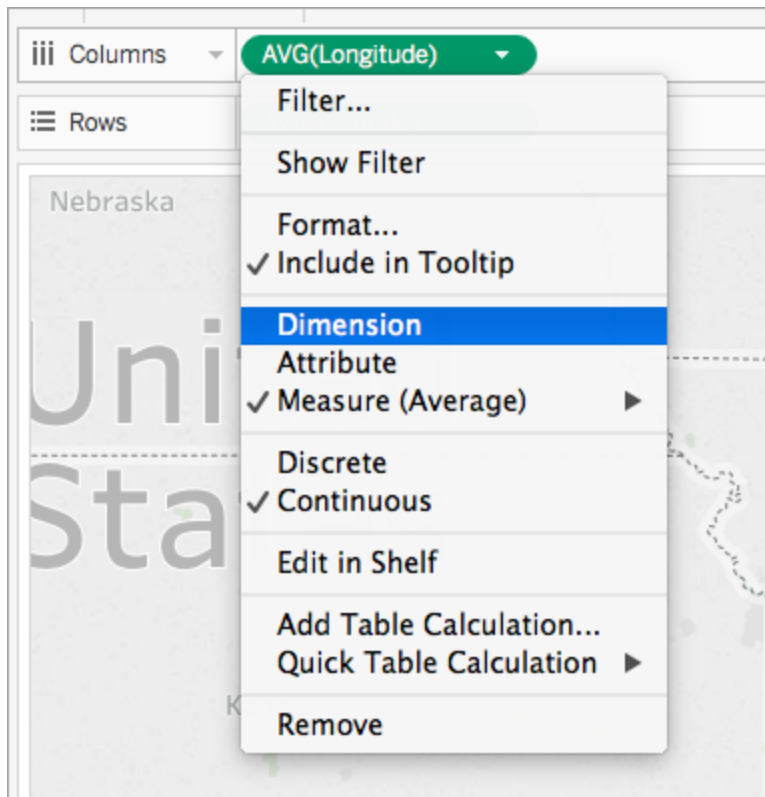 Columns
AVG(Longitude)
Rows
Filter...
Show Filter
Format...
Include in Tooltip
Dimension
Attribute
Measure (Average)
Discrete
Continuous
Edit in Shelf
Add Table Calculation...
Quick Table Calculation
Remove
Nebraska
Uni
Sta
K